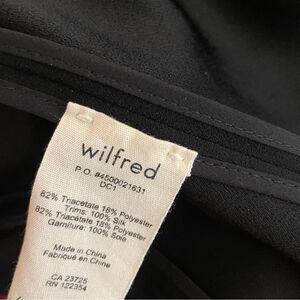 wilfred
P.O. #4500021631
DC1
82% Triacetate 18% Polyester
Trims: 100% Silk
82% Triacétate 18% Polyester
Garniture: 100% Soie
Made in China
Fabriqué en Chine
CA 23725
RN 122354